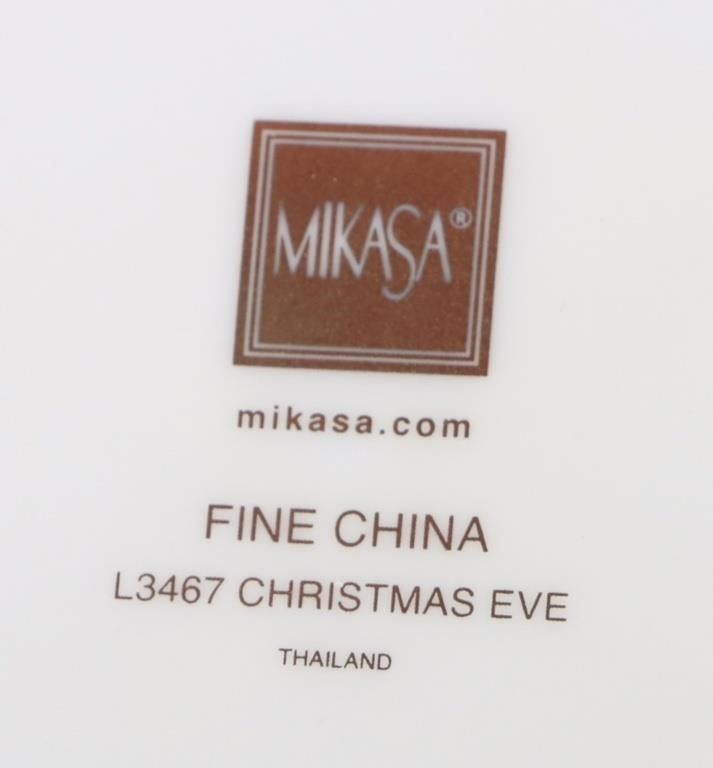 MIKASA®
mikasa.com
FINE CHINA
L3467 CHRISTMAS EVE
THAILAND